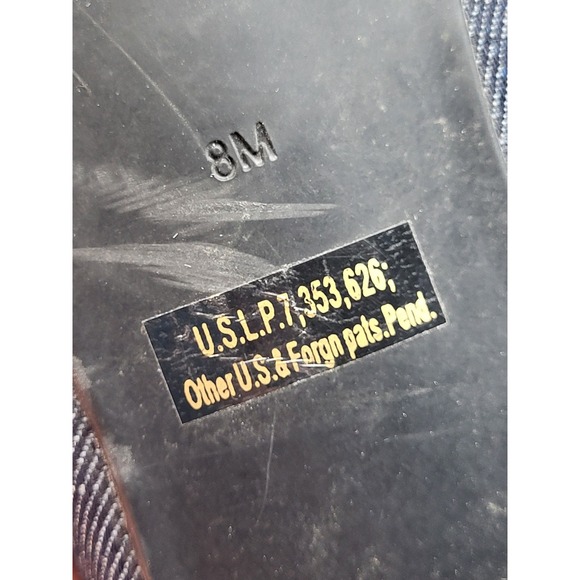 8M
U.S.L.P.7,353,626;
Other U.S.& Forgn pats.Pend.